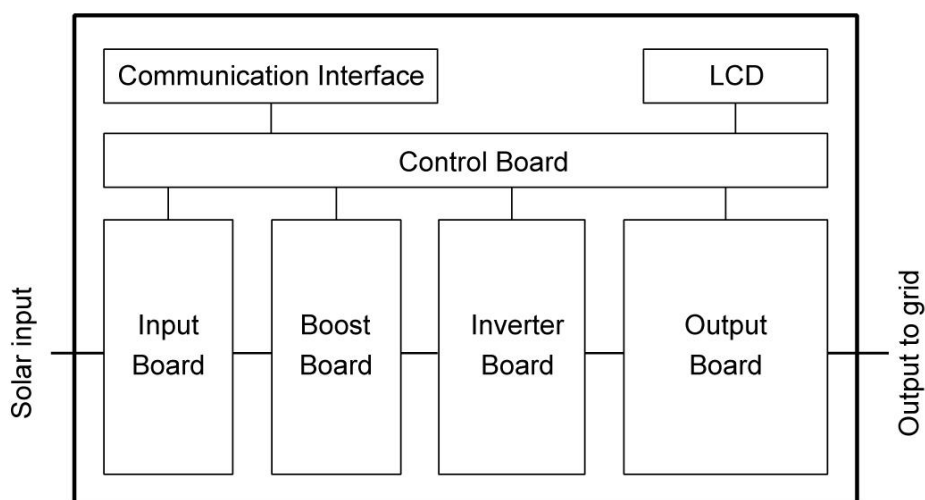 Communication Interface
LCD
Control Board
Solar input
Input
Board
Boost
Board
Inverter
Board
Output
Board
Output to grid